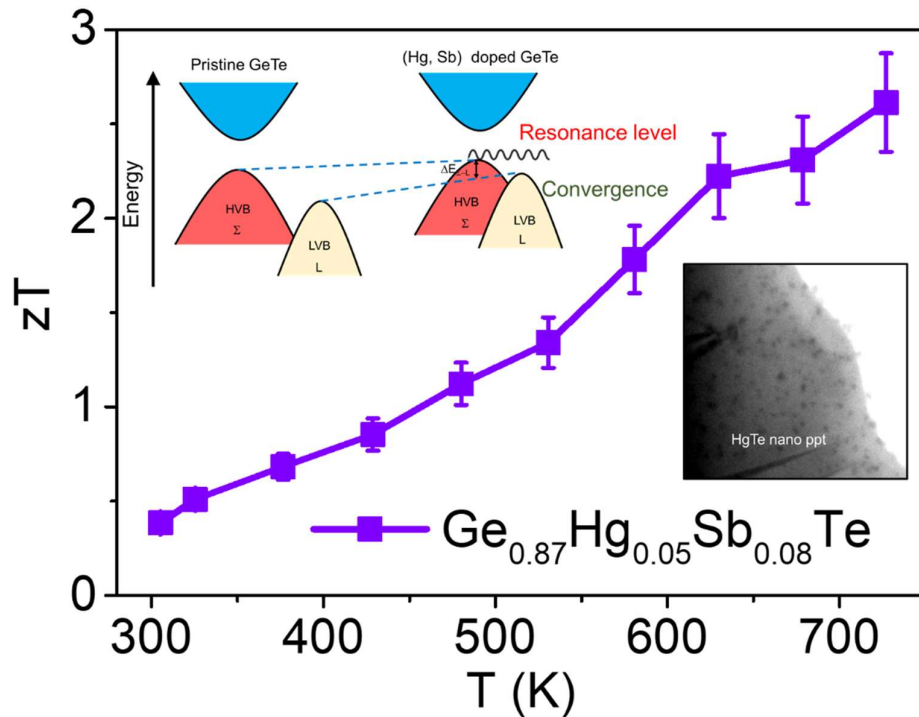 3
2
1
0
zT
300
400
500
600
700
T (K)
Energy
Pristine GeTe
(Hg, Sb) doped GeTe
Resonance level
Convergence
HVB
Σ
LVB
L
HVB
Σ
LVB
L
HgTe nano ppt
Ge0.87Hg0.05Sb0.08Te